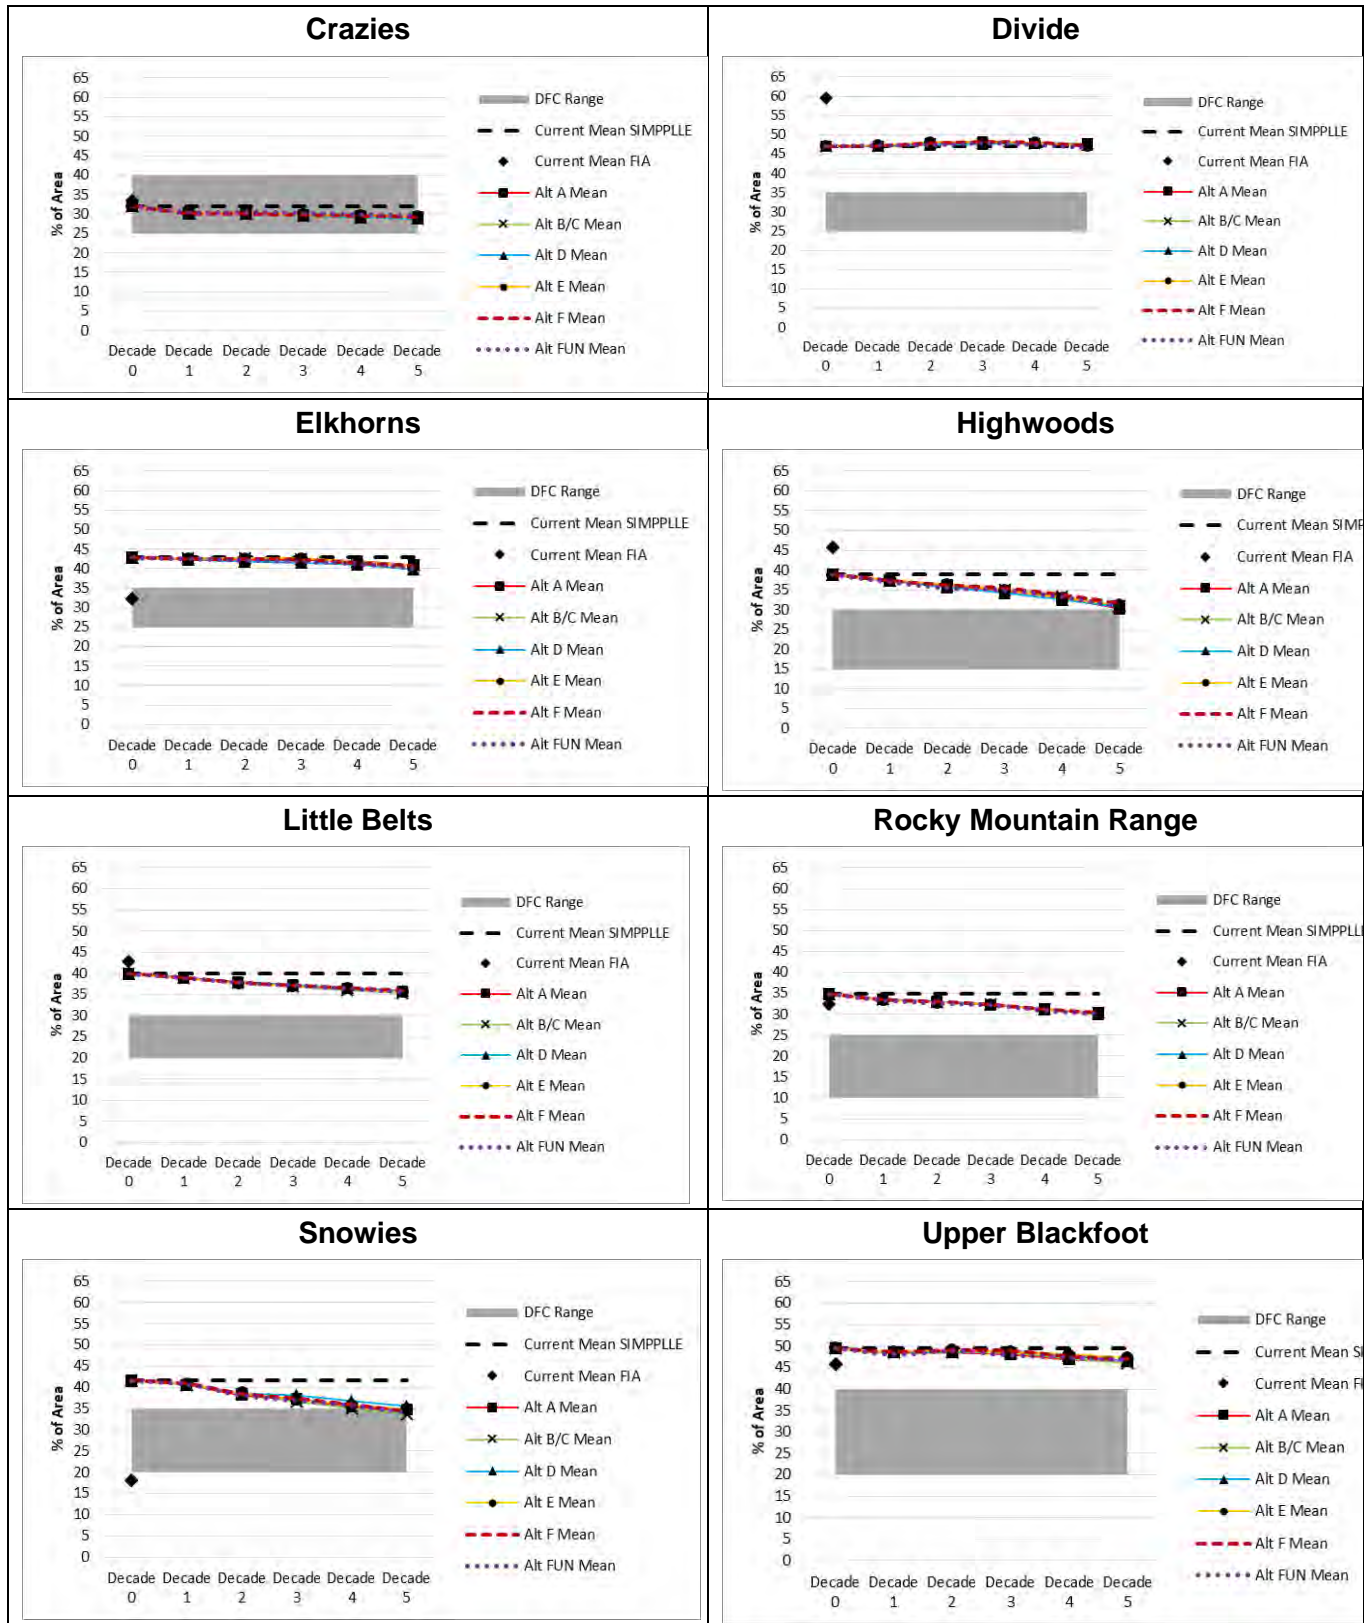 Crazies
65
60
55
50
45
40
35
30
25
20
15
10
5
0
% of Area
Decade Decade Decade Decade Decade Decade
0 1 2 3 4 5
DFC Range
Current Mean SIMPPLLE
Current Mean FIA
Alt A Mean
Alt B/C Mean
Alt D Mean
Alt E Mean
Alt F Mean
Alt FUN Mean
Divide
65
60
55
50
45
40
35
30
25
20
15
10
5
0
% of Area
Decade Decade Decade Decade Decade Decade
0 1 2 3 4 5
DFC Range
Current Mean SIMPPLLE
Current Mean FIA
Alt A Mean
Alt B/C Mean
Alt D Mean
Alt E Mean
Alt F Mean
Alt FUN Mean
Elkhorns
65
60
55
50
45
40
35
30
25
20
15
10
5
0
% of Area
Decade Decade Decade Decade Decade Decade
0 1 2 3 4 5
DFC Range
Current Mean SIMPPLLE
Current Mean FIA
Alt A Mean
Alt B/C Mean
Alt D Mean
Alt E Mean
Alt F Mean
Alt FUN Mean
Highwoods
65
60
55
50
45
40
35
30
25
20
15
10
5
0
% of Area
Decade Decade Decade Decade Decade Decade
0 1 2 3 4 5
DFC Range
Current Mean SIMP
Current Mean FIA
Alt A Mean
Alt B/C Mean
Alt D Mean
Alt E Mean
Alt F Mean
Alt FUN Mean
Little Belts
65
60
55
50
45
40
35
30
25
20
15
10
5
0
% of Area
Decade Decade Decade Decade Decade Decade
0 1 2 3 4 5
DFC Range
Current Mean SIMPPLLE
Current Mean FIA
Alt A Mean
Alt B/C Mean
Alt D Mean
Alt E Mean
Alt F Mean
Alt FUN Mean
Rocky Mountain Range
65
60
55
50
45
40
35
30
25
20
15
10
5
0
% of Area
Decade Decade Decade Decade Decade Decade
0 1 2 3 4 5
DFC Range
Current Mean SIMPPLLE
Current Mean FIA
Alt A Mean
Alt B/C Mean
Alt D Mean
Alt E Mean
Alt F Mean
Alt FUN Mean
Snowies
65
60
55
50
45
40
35
30
25
20
15
10
5
0
% of Area
Decade Decade Decade Decade Decade Decade
0 1 2 3 4 5
DFC Range
Current Mean SIMPPLLE
Current Mean FIA
Alt A Mean
Alt B/C Mean
Alt D Mean
Alt E Mean
Alt F Mean
Alt FUN Mean
Upper Blackfoot
65
60
55
50
45
40
35
30
25
20
15
10
5
0
% of Area
Decade Decade Decade Decade Decade Decade
0 1 2 3 4 5
DFC Range
Current Mean
Current Mean
Alt A Mean
Alt B/C Mean
Alt D Mean
Alt E Mean
Alt F Mean
Alt FUN Mean